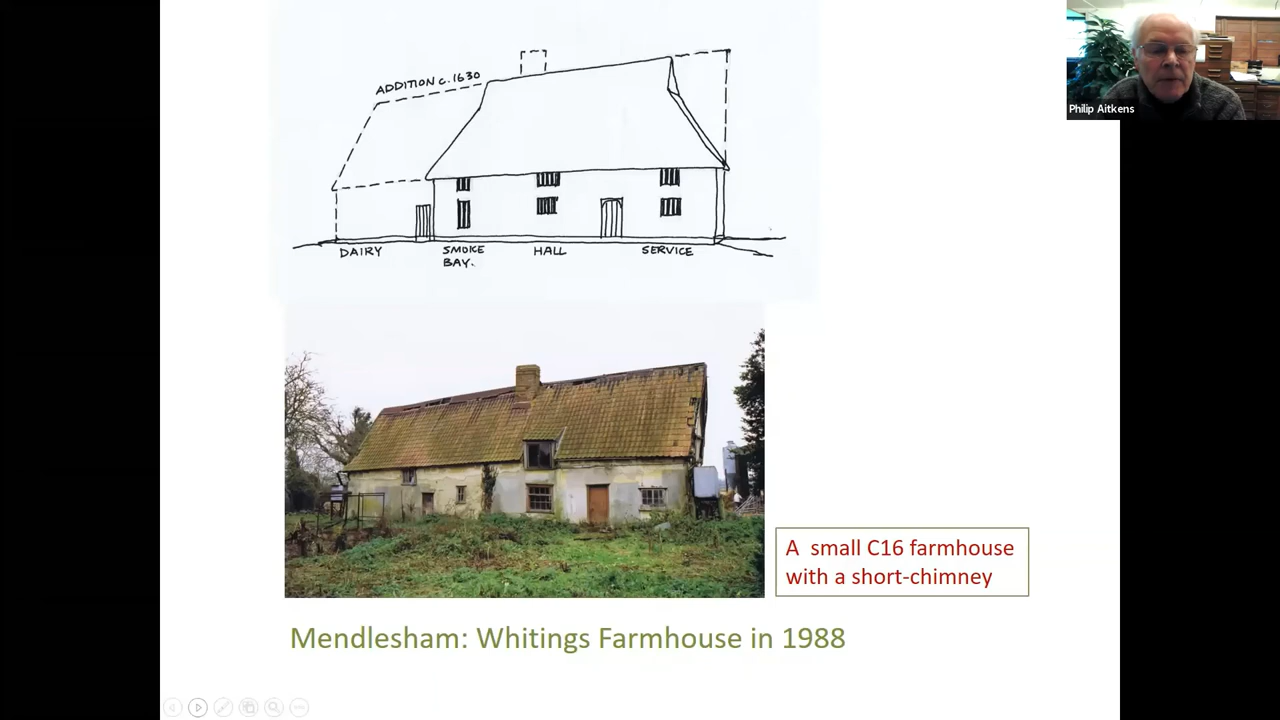 ADDITION c.1630
DAIRY
SMOKE
BAY.
HALL
SERVICE
Philip Aitkens
A small C16 farmhouse
with a short-chimney
Mendlesham: Whitings Farmhouse in 1988